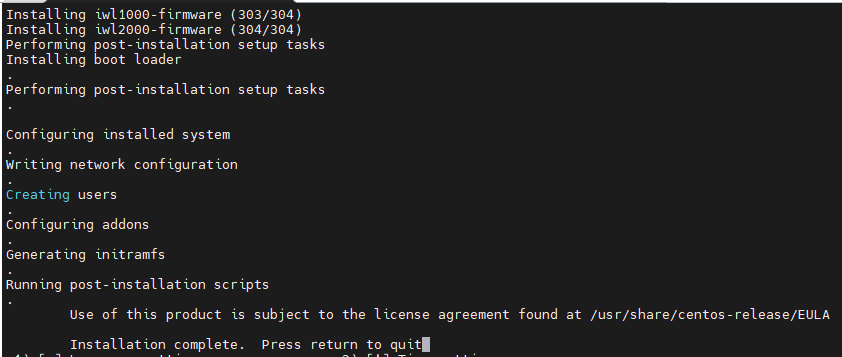 Installing iwl1000-firmware (303/304)
Installing iwl2000-firmware (304/304)
Performing post-installation setup tasks
Installing boot loader
.
Performing post-installation setup tasks
.
Configuring installed system
.
Writing network configuration
.
Creating users
.
Configuring addons
.
Generating initramfs
.
Running post-installation scripts
.
Use of this product is subject to the license agreement found at /usr/share/centos-release/EULA
Installation complete.  Press return to quit